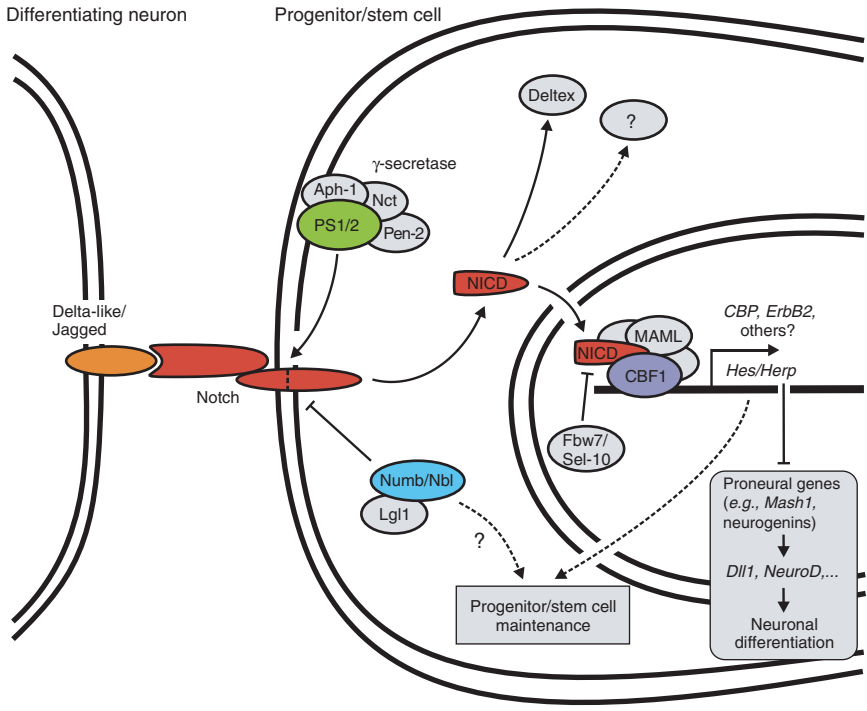 Differentiating neuron
Progenitor/stem cell
Deltex
?
γ-secretase
Aph-1
Nct
PS1/2
Pen-2
NICD
Delta-like/
Jagged
Notch
CBP, ErbB2,
others?
MAML
NICD
CBF1
Hes/Herp
Fbw7/
Sel-10
Numb/Nbl
Lgl1
?
Proneural genes
(e.g., Mash1,
neurogenins)
Dll1, NeuroD,...
Neuronal
differentiation
Progenitor/stem cell
maintenance